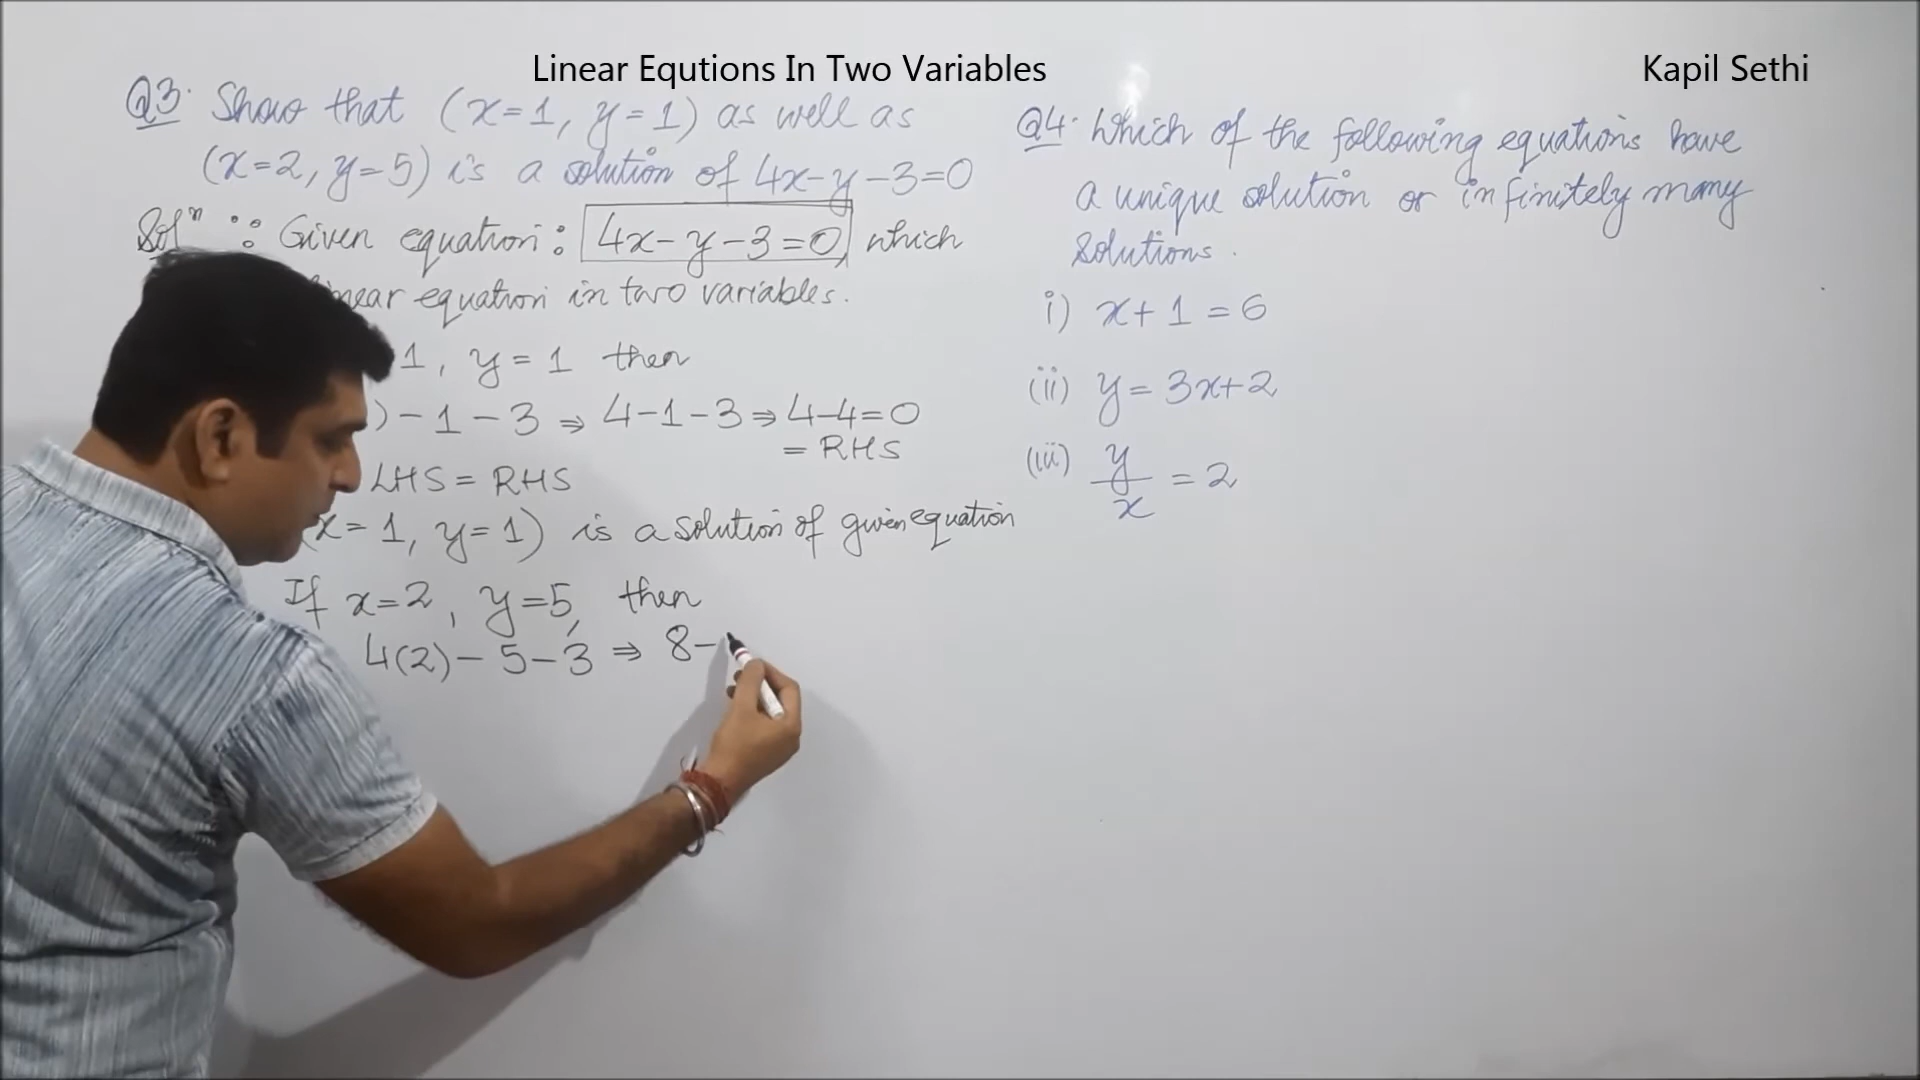 Linear Equtions In Two Variables
Kapil Sethi
Q3. Show that (x=1, y=1) as well as
(x=2, y=5) is a solution of 4x-y-3=0
Solⁿ ∵ Given equation: 4x-y-3=0, which
linear equation in two variables.
1, y=1 then
)-1-3 ⇒ 4-1-3 ⇒ 4-4=0
= RHS
LHS = RHS
(x=1, y=1) is a solution of given equation
If x=2, y=5, then
4(2)-5-3 ⇒ 8-
Q4. Which of the following equations have
a unique solution or infinitely many
solutions.
i) x+1=6
(ii) y=3x+2
(iii) y/x = 2